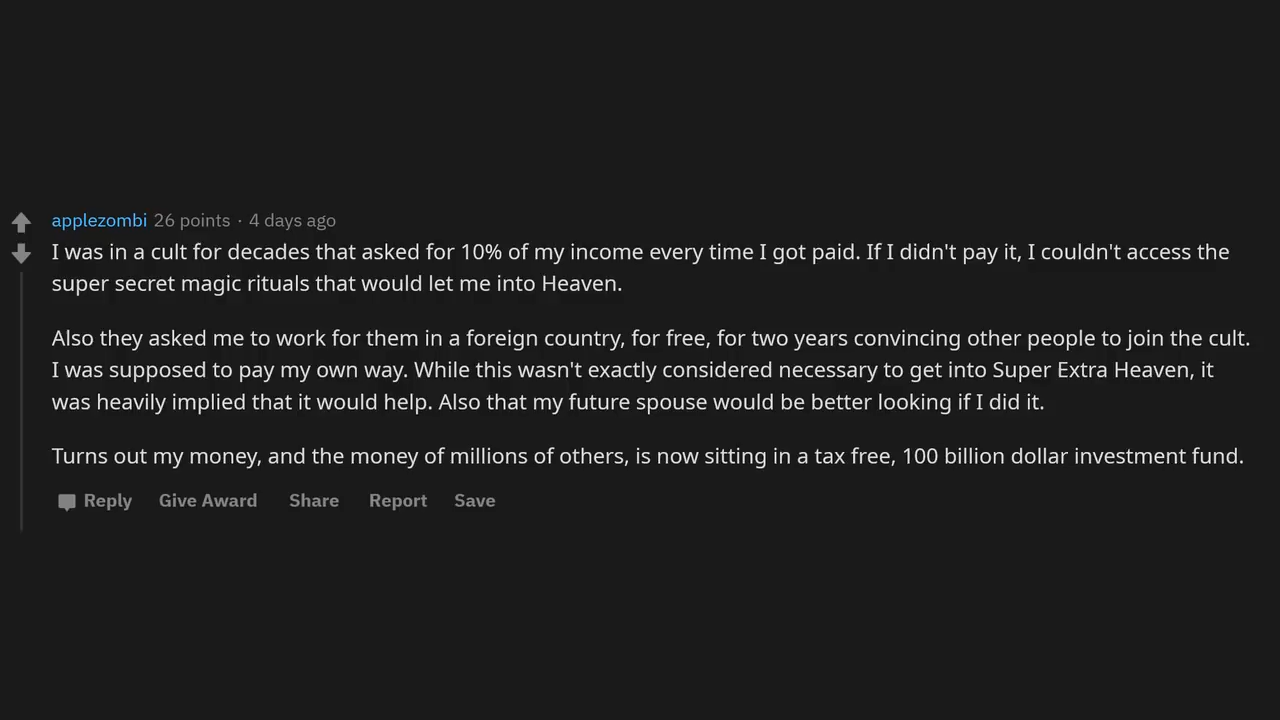 applezombi 26 points · 4 days ago
I was in a cult for decades that asked for 10% of my income every time I got paid. If I didn't pay it, I couldn't access the
super secret magic rituals that would let me into Heaven.
Also they asked me to work for them in a foreign country, for free, for two years convincing other people to join the cult.
I was supposed to pay my own way. While this wasn't exactly considered necessary to get into Super Extra Heaven, it
was heavily implied that it would help. Also that my future spouse would be better looking if I did it.
Turns out my money, and the money of millions of others, is now sitting in a tax free, 100 billion dollar investment fund.
Reply Give Award Share Report Save